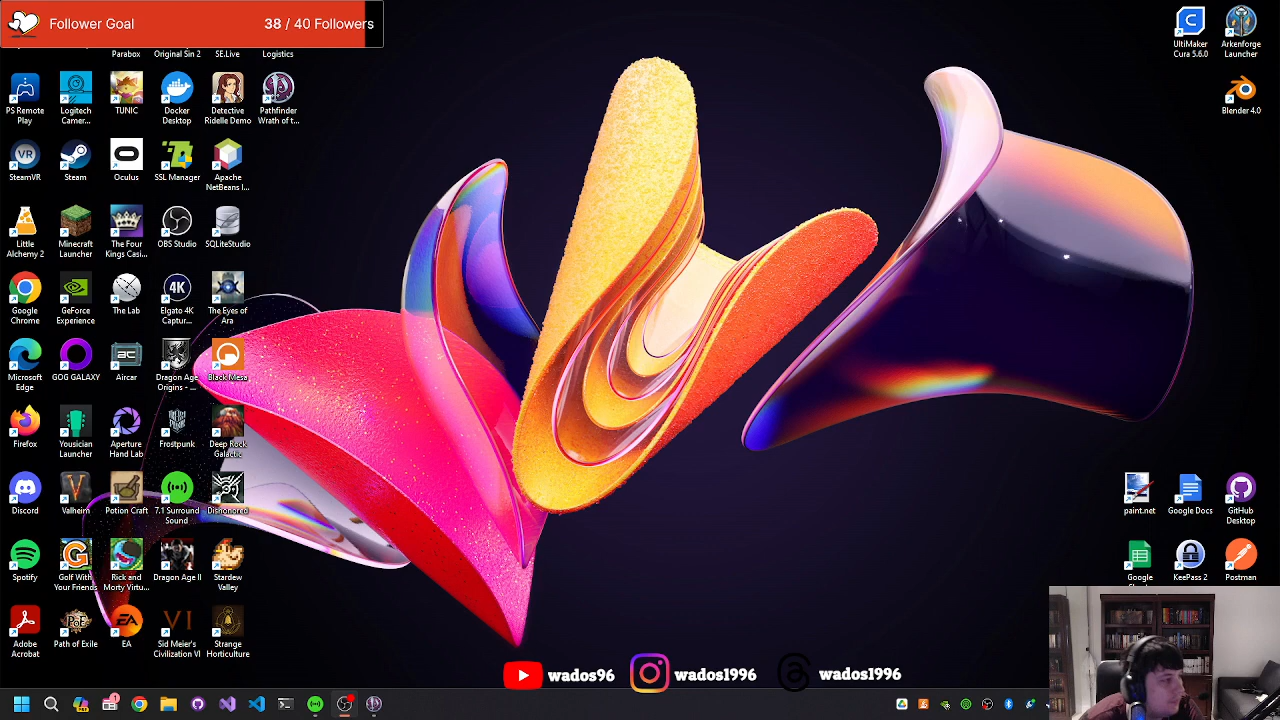 Follower Goal
38 / 40 Followers
Parabox
Original Sin 2
SE.Live
Logistics
UltiMaker
Cura 5.6.0
Arkenforge
Launcher
PS Remote
Play
Logitech
Camer...
TUNIC
Docker
Desktop
Detective
Ridelle Demo
Pathfinder
Wrath of t...
Blender 4.0
SteamVR
Steam
Oculus
SSL Manager
Apache
NetBeans I...
Little
Alchemy 2
Minecraft
Launcher
The Four
Kings Casi...
OBS Studio
SQLiteStudio
Google
Chrome
GeForce
Experience
The Lab
Elgato 4K
Captur...
The Eyes of
Ara
Microsoft
Edge
GOG GALAXY
Aircar
Dragon Age
Origins - ...
Black Mesa
Firefox
Yousician
Launcher
Aperture
Hand Lab
Frostpunk
Deep Rock
Galactic
Discord
Valheim
Potion Craft
7.1 Surround
Sound
Dishonored
paint.net
Google Docs
GitHub
Desktop
Spotify
Golf With
Your Friends
Rick and
Morty Virtu...
Dragon Age II
Stardew
Valley
Google
KeePass 2
Postman
Adobe
Acrobat
Path of Exile
EA
Sid Meier's
Civilization VI
Strange
Horticulture
wados96
wados1996
wados1996